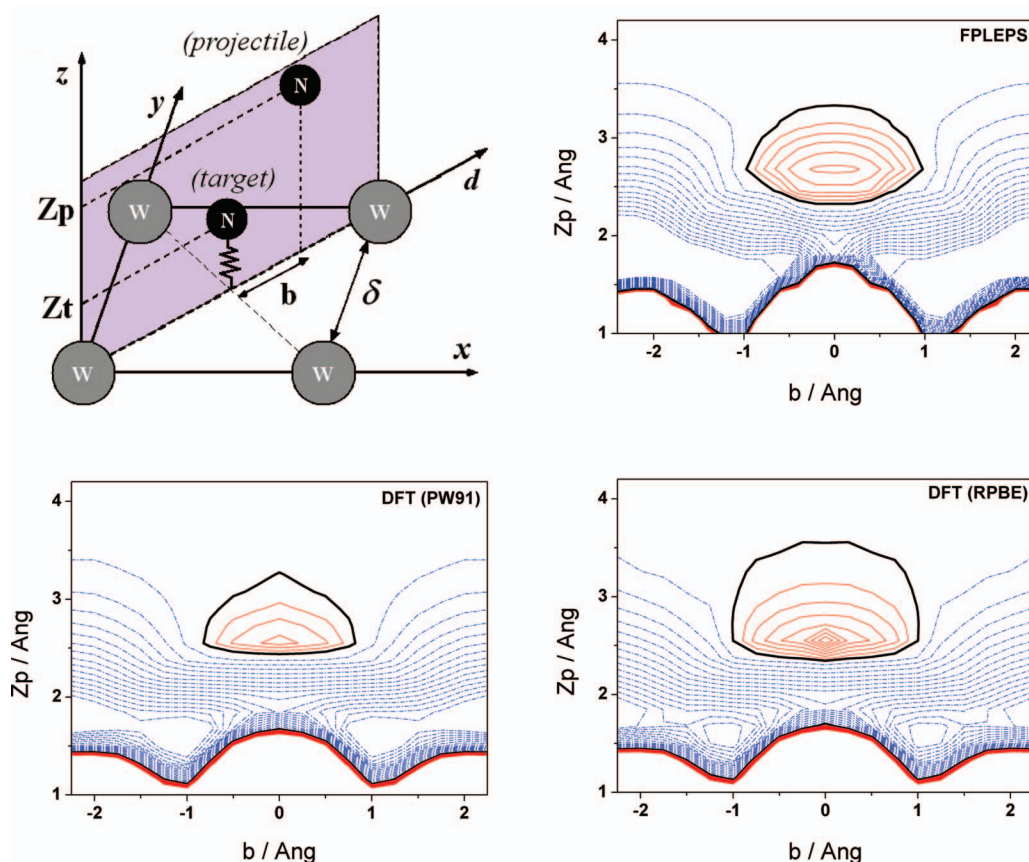 z
y
(projectile)
N
(target)
N
d
Zp
W
W
Zt
b
δ
W
W
x
FPLEPS
4
3
2
1
Zp / Ang
-2 -1 0 1 2
b / Ang
DFT (PW91)
4
3
2
1
Zp / Ang
-2 -1 0 1 2
b / Ang
DFT (RPBE)
4
3
2
1
Zp / Ang
-2 -1 0 1 2
b / Ang